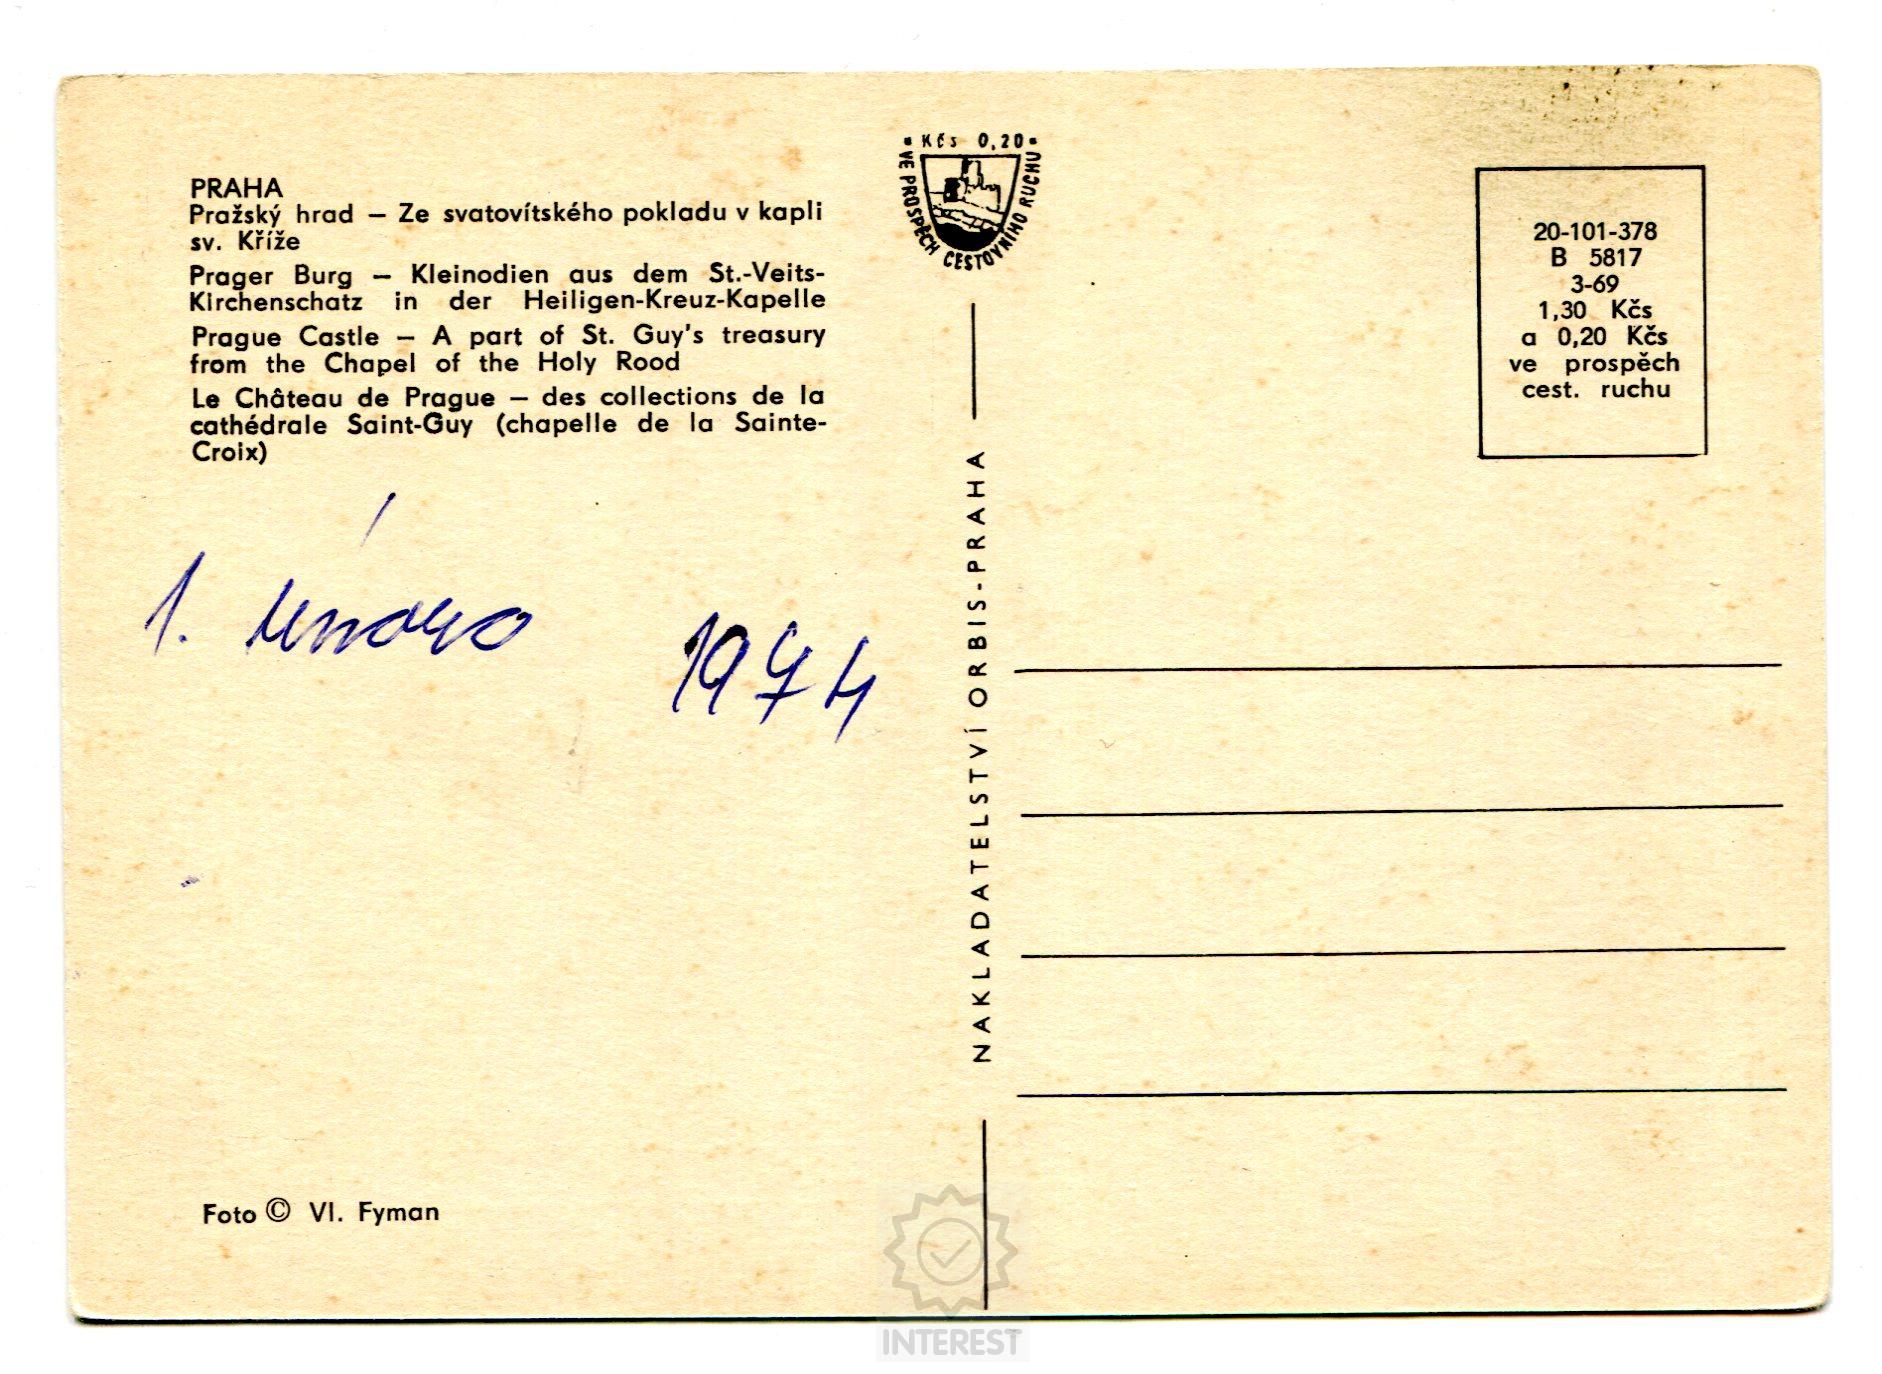 PRAHA
Pražský hrad – Ze svatovítského pokladu v kapli
sv. Kříže
Prager Burg – Kleinodien aus dem St.-Veits-
Kirchenschatz in der Heiligen-Kreuz-Kapelle
Prague Castle – A part of St. Guy's treasury
from the Chapel of the Holy Rood
Le Château de Prague – des collections de la
cathédrale Saint-Guy (chapelle de la Sainte-
Croix)
1. února 1974
Foto © Vl. Fyman
Kčs 0,20
VE PROSPĚCH CESTOVNÍHO RUCHU
NAKLADATELSTVÍ ORBIS-PRAHA
20-101-378
B 5817
3-69
1,30 Kčs
a 0,20 Kčs
ve prospěch
cest. ruchu
INTEREST